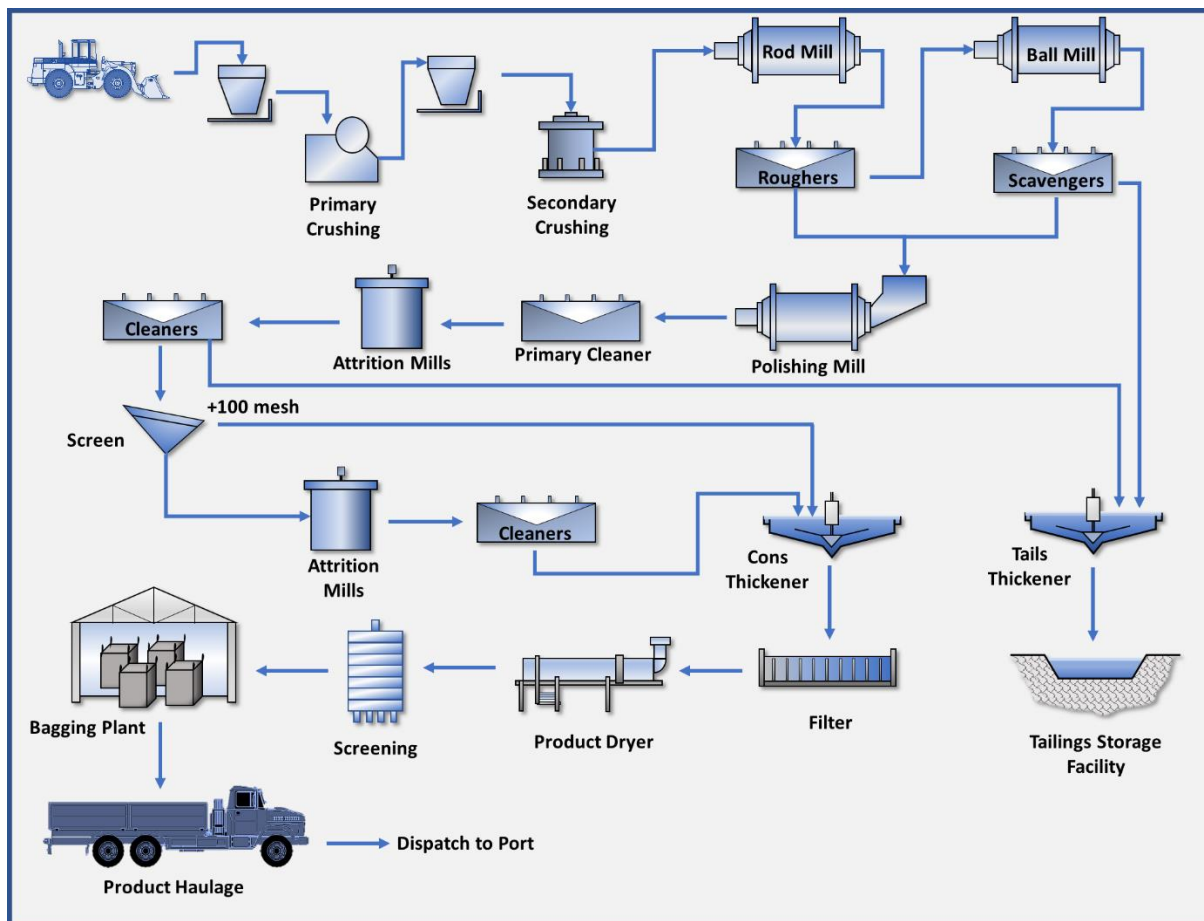 Rod Mill
Ball Mill
Roughers
Scavengers
Primary
Crushing
Secondary
Crushing
Cleaners
Attrition Mills
Primary Cleaner
Polishing Mill
+100 mesh
Screen
Cleaners
Attrition
Mills
Cons
Thickener
Tails
Thickener
Bagging Plant
Screening
Product Dryer
Filter
Tailings Storage
Facility
Product Haulage
Dispatch to Port